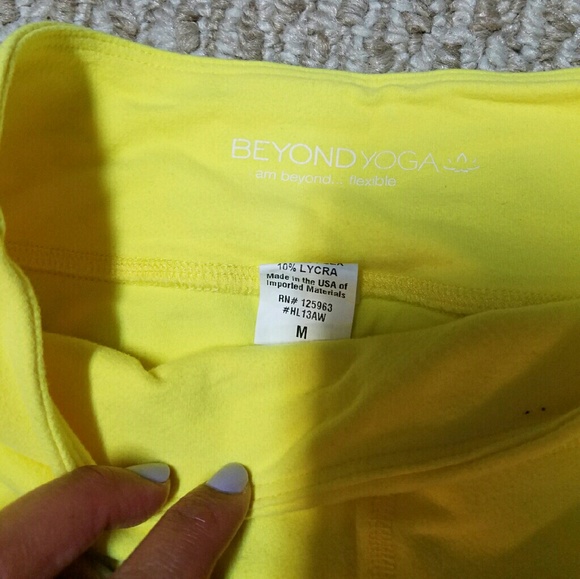 BEYOND YOGA
am beyond... flexible
10% LYCRA
Made in the USA of
Imported Materials
RN# 125963
#HL13AW
M